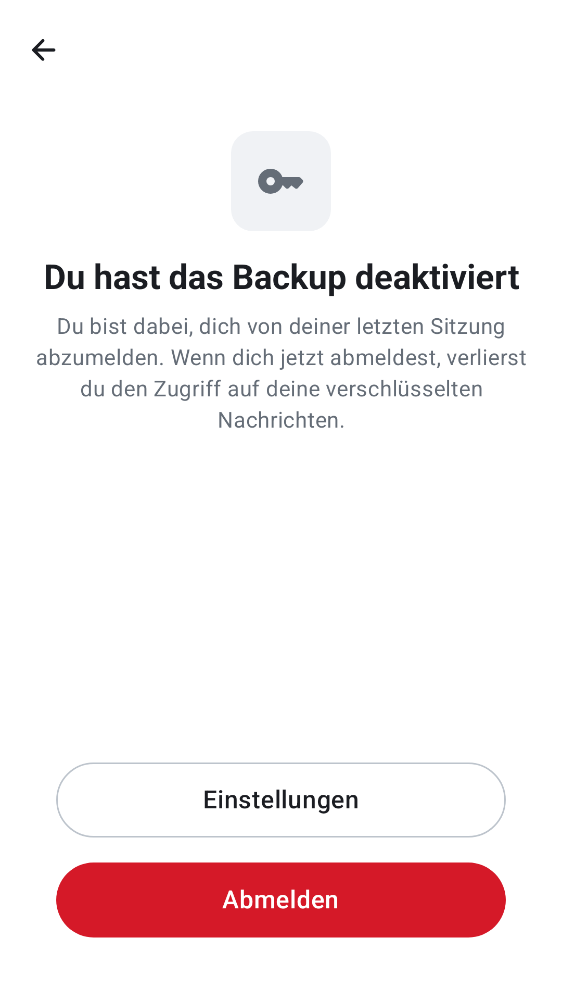 Du hast das Backup deaktiviert
Du bist dabei, dich von deiner letzten Sitzung
abzumelden. Wenn dich jetzt abmeldest, verlierst
du den Zugriff auf deine verschlüsselten
Nachrichten.
Einstellungen
Abmelden